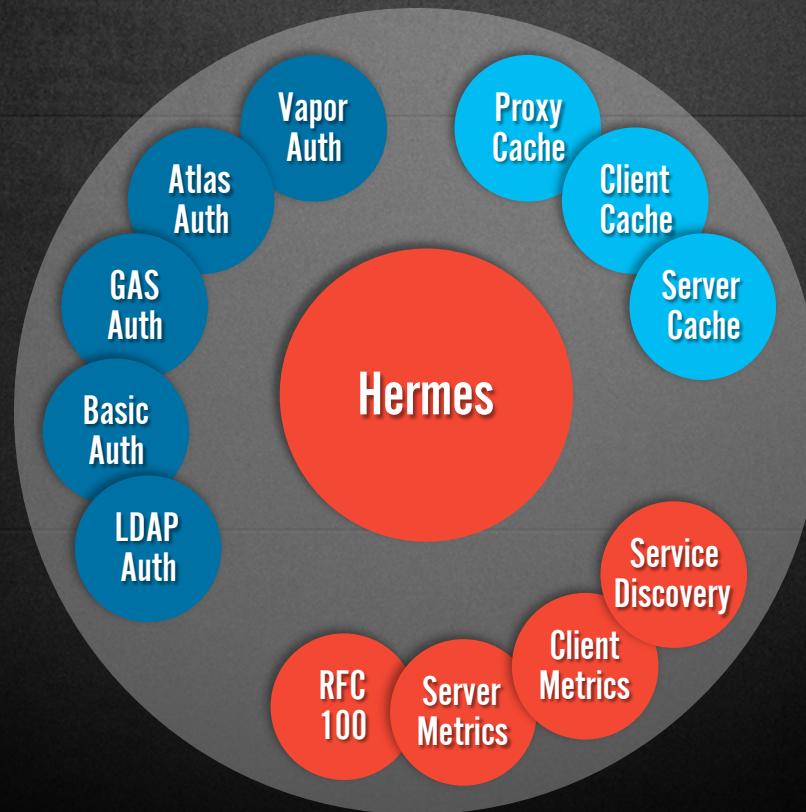 Vapor
Auth
Proxy
Cache
Atlas
Auth
Client
Cache
GAS
Auth
Server
Cache
Hermes
Basic
Auth
LDAP
Auth
Service
Discovery
Client
Metrics
RFC
100
Server
Metrics